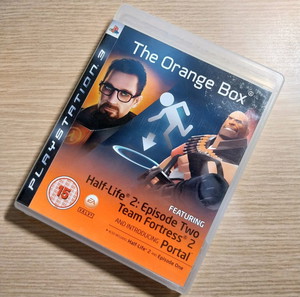 PLAYSTATION 3
The Orange Box
FEATURING
Half-Life® 2: Episode Two
Team Fortress® 2
AND INTRODUCING Portal
Half-Life 2 Episode One
15
EA